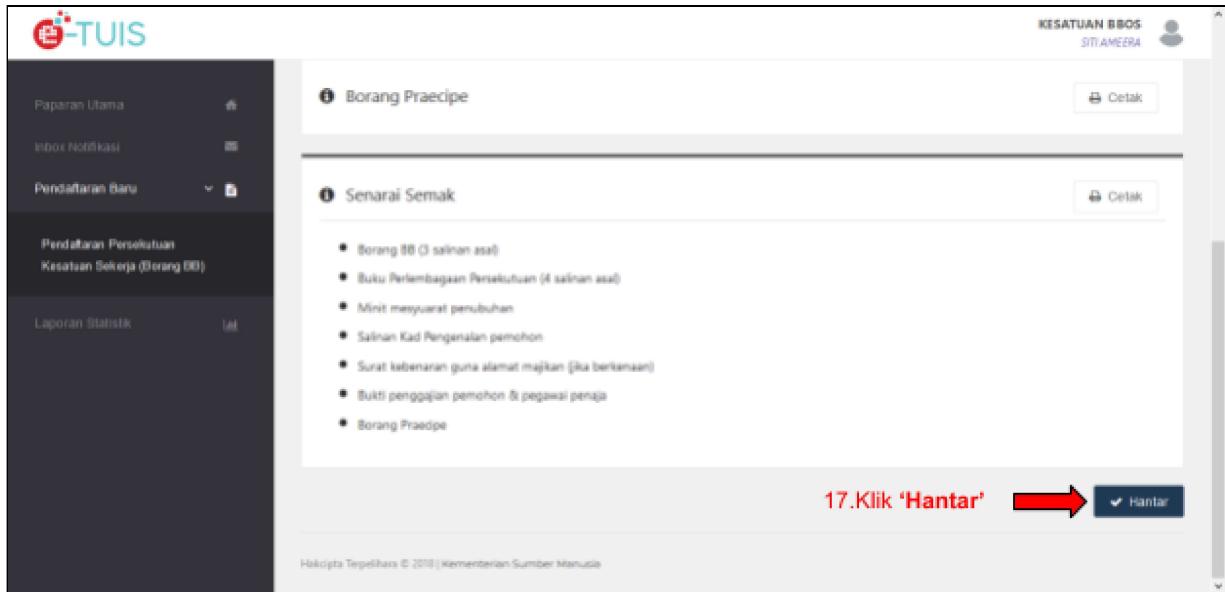 e-TUIS
KESATUAN BBOS
SITI AMEERA
Paparan Utama
Inbox Notifikasi
Pendaftaran Baru
Pendaftaran Persekutuan
Kesatuan Sekerja (Borang BB)
Laporan Statistik
Borang Praecipe
Cetak
Senarai Semak
Cetak
Borang BB (3 salinan asal)
Buku Perlembagaan Persekutuan (4 salinan asal)
Minit mesyuarat penubuhan
Salinan Kad Pengenalan pemohon
Surat kebenaran guna alamat majikan (jika berkenaan)
Bukti penggajian pemohon & pegawai penaja
Borang Praecipe
17.Klik ‘Hantar’
Hantar
Hakcipta Terpelihara © 2018 | Kementerian Sumber Manusia